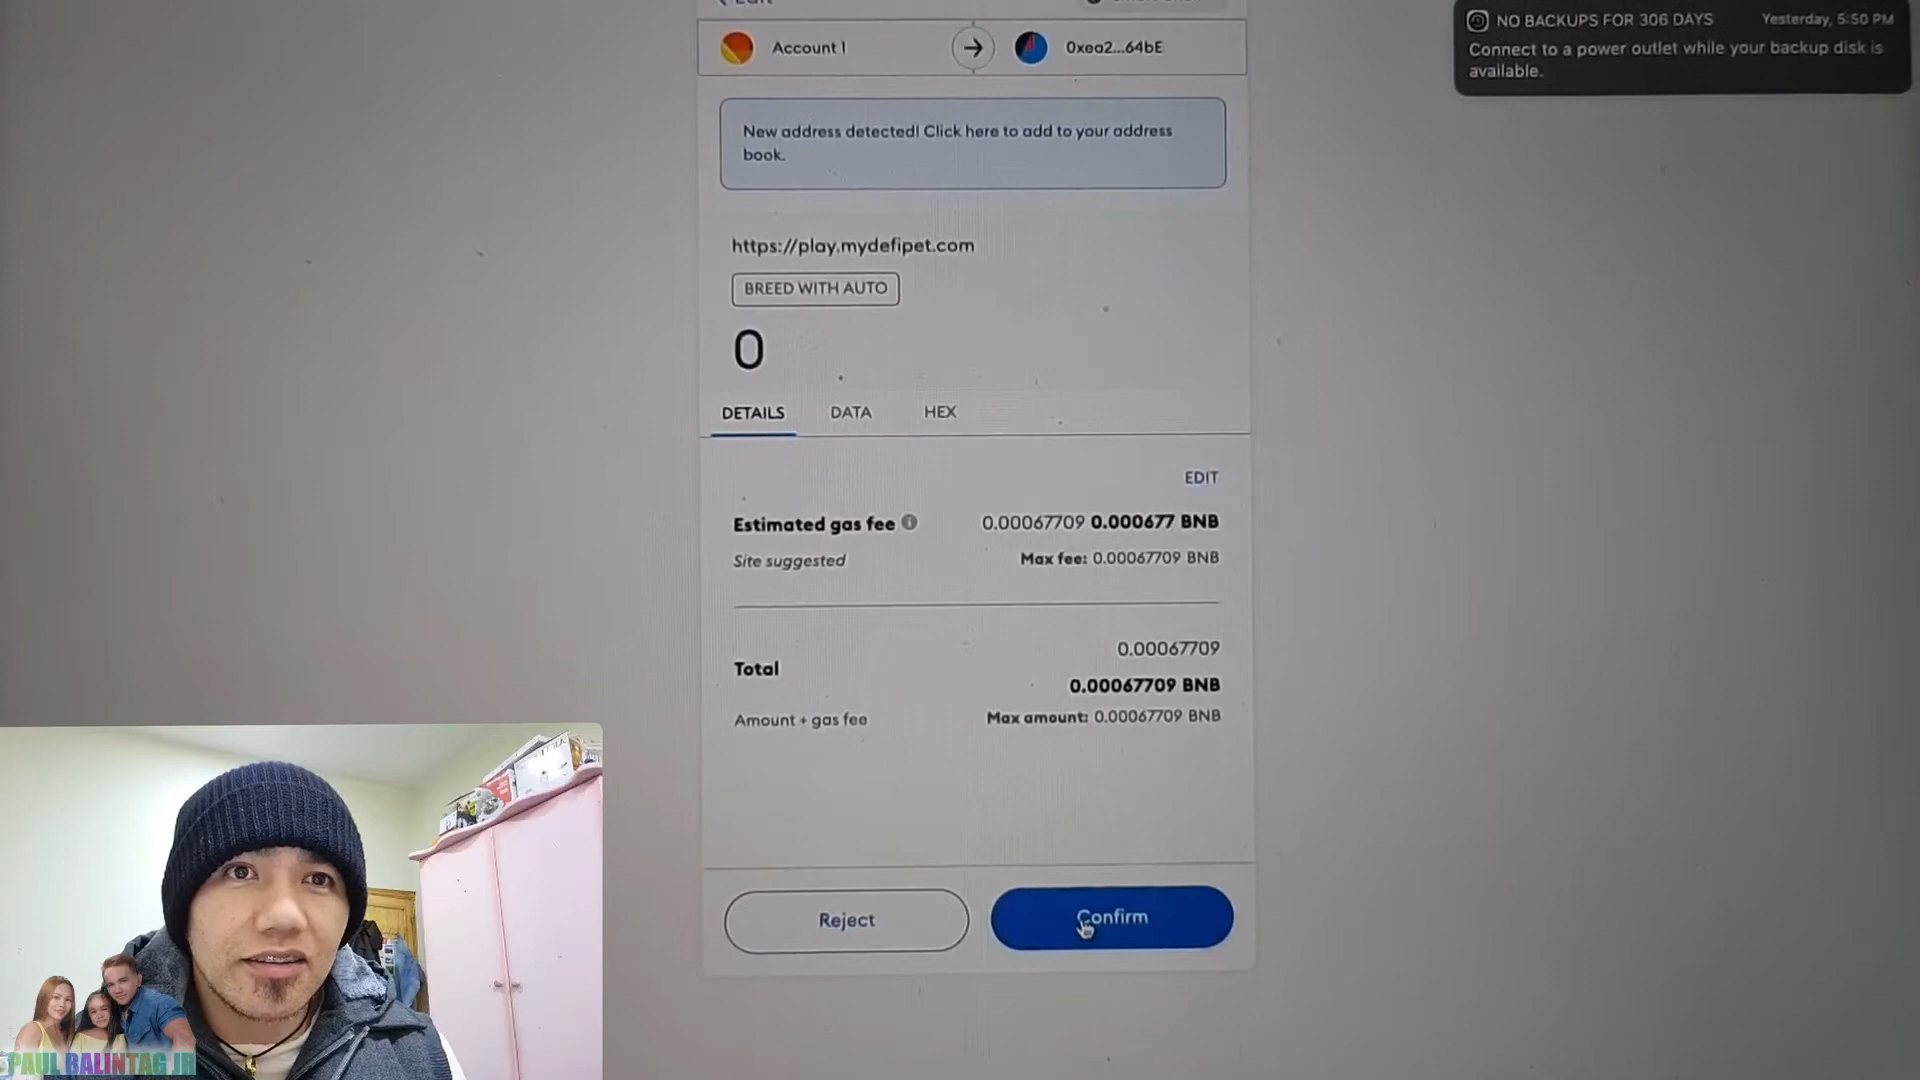 Account 1
0xea2...64bE
NO BACKUPS FOR 306 DAYS
Yesterday, 5:50 PM
Connect to a power outlet while your backup disk is
available.
New address detected! Click here to add to your address
book.
https://play.mydefipet.com
BREED WITH AUTO
0
DETAILS
DATA
HEX
EDIT
Estimated gas fee
0.00067709 0.000677 BNB
Site suggested
Max fee: 0.00067709 BNB
0.00067709
Total
0.00067709 BNB
Amount + gas fee
Max amount: 0.00067709 BNB
Reject
Confirm
PAUL BALINTAG JR